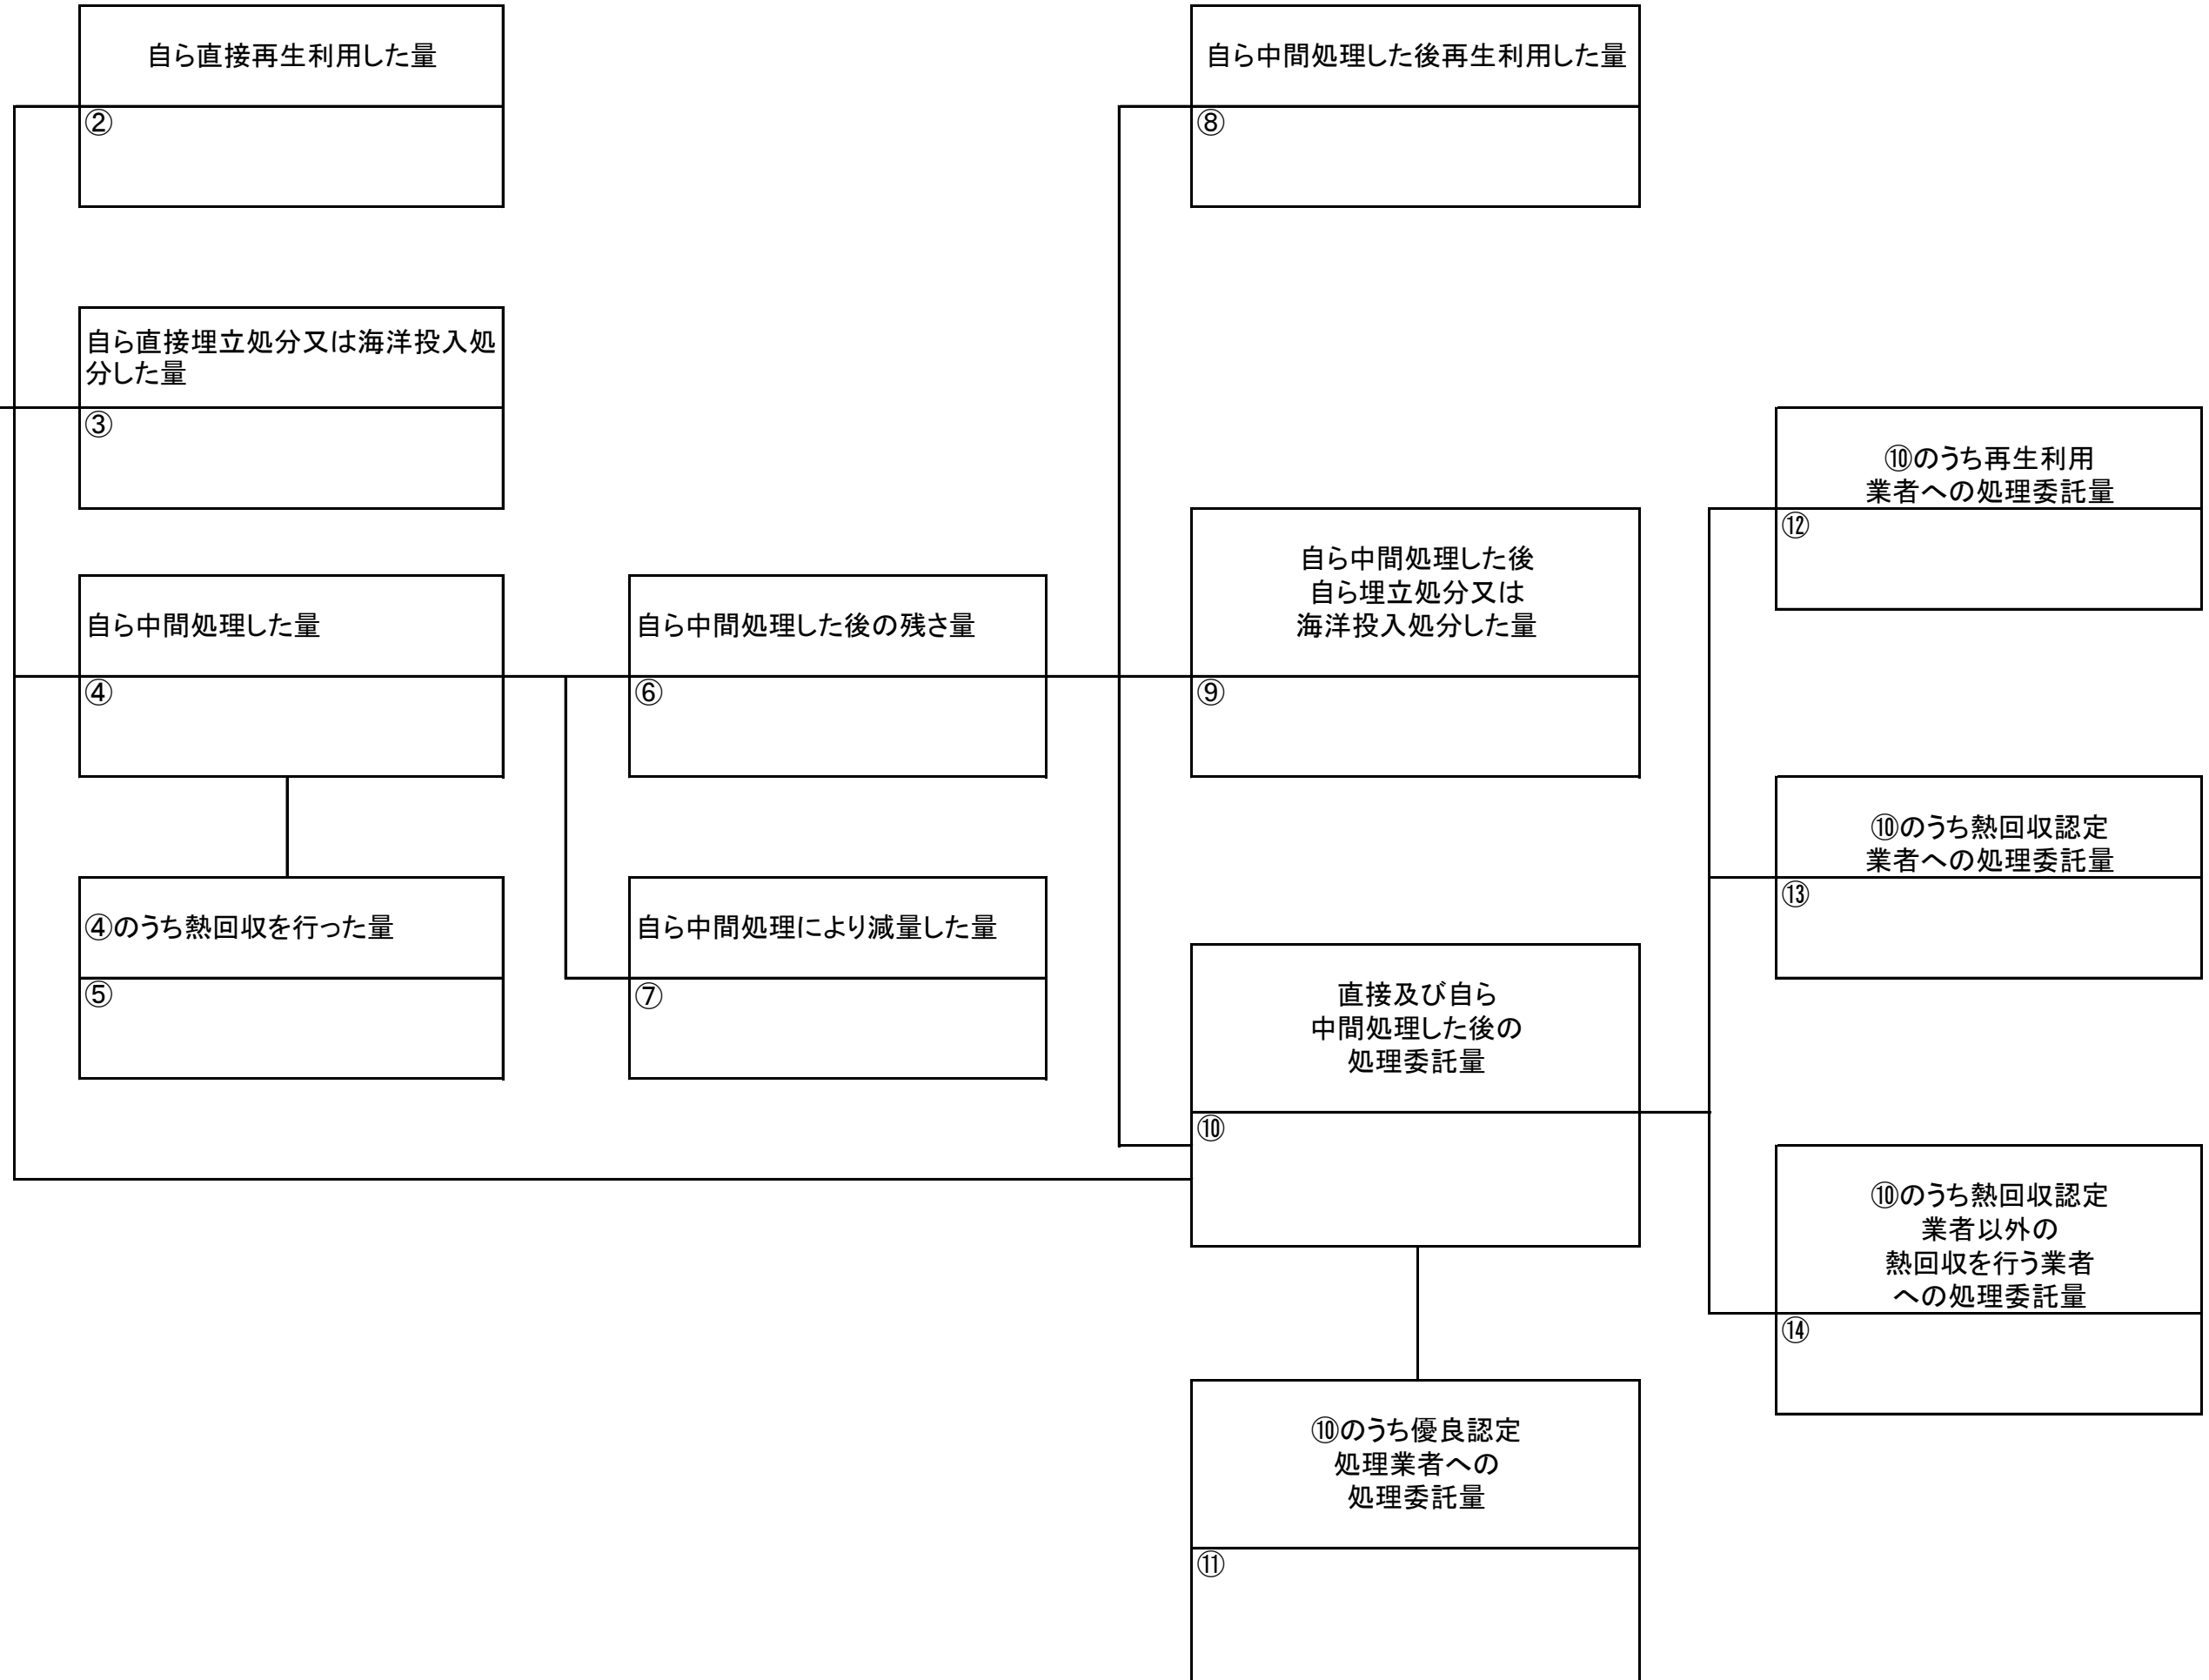 自ら直接再生利用した量
②
自ら中間処理した後再生利用した量
⑧
自ら直接埋立処分又は海洋投入処
分した量
③
⑩のうち再生利用
業者への処理委託量
⑫
自ら中間処理した量
④
自ら中間処理した後の残さ量
⑥
自ら中間処理した後
自ら埋立処分又は
海洋投入処分した量
⑨
⑩のうち熱回収認定
業者への処理委託量
⑬
④のうち熱回収を行った量
⑤
自ら中間処理により減量した量
⑦
直接及び自ら
中間処理した後の
処理委託量
⑩
⑩のうち熱回収認定
業者以外の
熱回収を行う業者
への処理委託量
⑭
⑩のうち優良認定
処理業者への
処理委託量
⑪